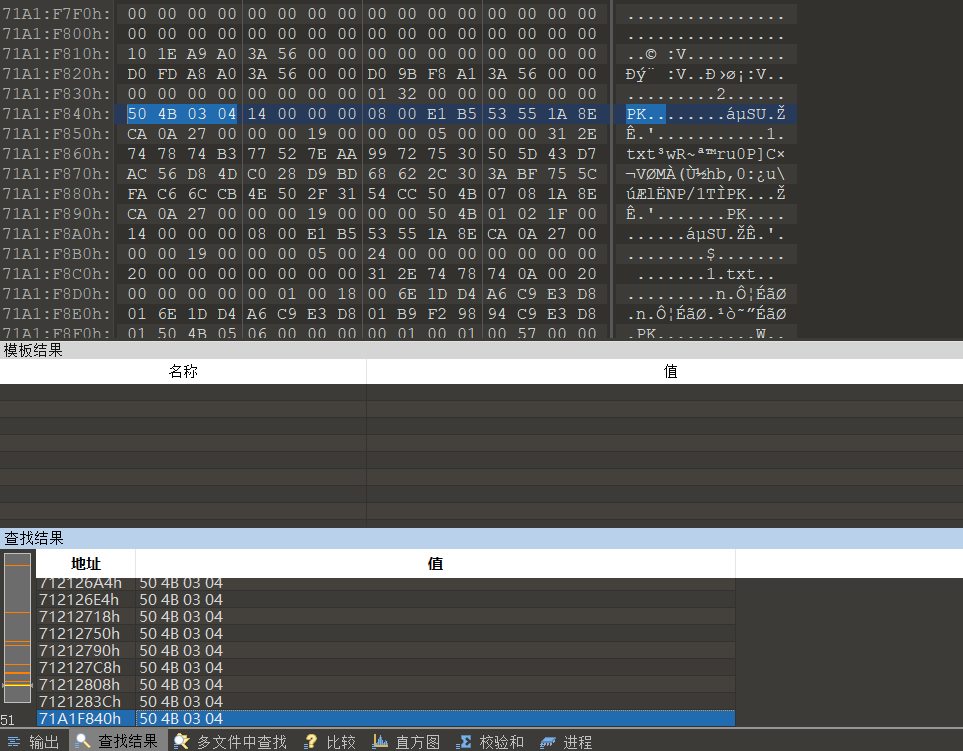 71A1:F7F0h: 00 00 00 00 00 00 00 00 00 00 00 00 00 00 00 00 ................
71A1:F800h: 00 00 00 00 00 00 00 00 00 00 00 00 00 00 00 00 ................
71A1:F810h: 10 1E A9 A0 3A 56 00 00 00 00 00 00 00 00 00 00 ..© :V..........
71A1:F820h: D0 FD A8 A0 3A 56 00 00 D0 9B F8 A1 3A 56 00 00 Ðý¨ :V..Ð›ø¡:V..
71A1:F830h: 00 00 00 00 00 00 00 00 01 32 00 00 00 00 00 00 .........2......
71A1:F840h: 50 4B 03 04 14 00 00 00 08 00 E1 B5 53 55 1A 8E PK........áµSU.Ž
71A1:F850h: CA 0A 27 00 00 00 19 00 00 00 05 00 00 00 31 2E Ê.'...........1.
71A1:F860h: 74 78 74 B3 77 52 7E AA 99 72 75 30 50 5D 43 D7 txt³wR~ª™ru0P]C×
71A1:F870h: AC 56 D8 4D C0 28 D9 BD 68 62 2C 30 3A BF 75 5C ¬VØMÀ(Ù½hb,0:¿u\
71A1:F880h: FA C6 6C CB 4E 50 2F 31 54 CC 50 4B 07 08 1A 8E úÆlËNP/1TÌPK...Ž
71A1:F890h: CA 0A 27 00 00 00 19 00 00 00 50 4B 01 02 1F 00 Ê.'.......PK....
71A1:F8A0h: 14 00 00 00 08 00 E1 B5 53 55 1A 8E CA 0A 27 00 ......áµSU.ŽÊ.'.
71A1:F8B0h: 00 00 19 00 00 00 05 00 24 00 00 00 00 00 00 00 ........$.......
71A1:F8C0h: 20 00 00 00 00 00 00 00 31 2E 74 78 74 0A 00 20 .......1.txt..
71A1:F8D0h: 00 00 00 00 00 00 01 00 18 00 6E 1D D4 A6 C9 E3 D8 .........n.Ô¦ÉãØ
71A1:F8E0h: 01 6E 1D D4 A6 C9 E3 D8 01 B9 F2 98 94 C9 E3 D8 .n.Ô¦ÉãØ.¹ò˜”ÉãØ
71A1:F8F0h: 01 50 4B 05 06 00 00 00 00 01 00 01 00 57 00 00 .PK..........W..
模板结果
名称 值
查找结果
地址 值
712126A4h 50 4B 03 04
712126E4h 50 4B 03 04
71212718h 50 4B 03 04
71212750h 50 4B 03 04
71212790h 50 4B 03 04
712127C8h 50 4B 03 04
71212808h 50 4B 03 04
7121283Ch 50 4B 03 04
71A1F840h 50 4B 03 04
51
输出 查找结果 多文件中查找 比较 直方图 校验和 进程